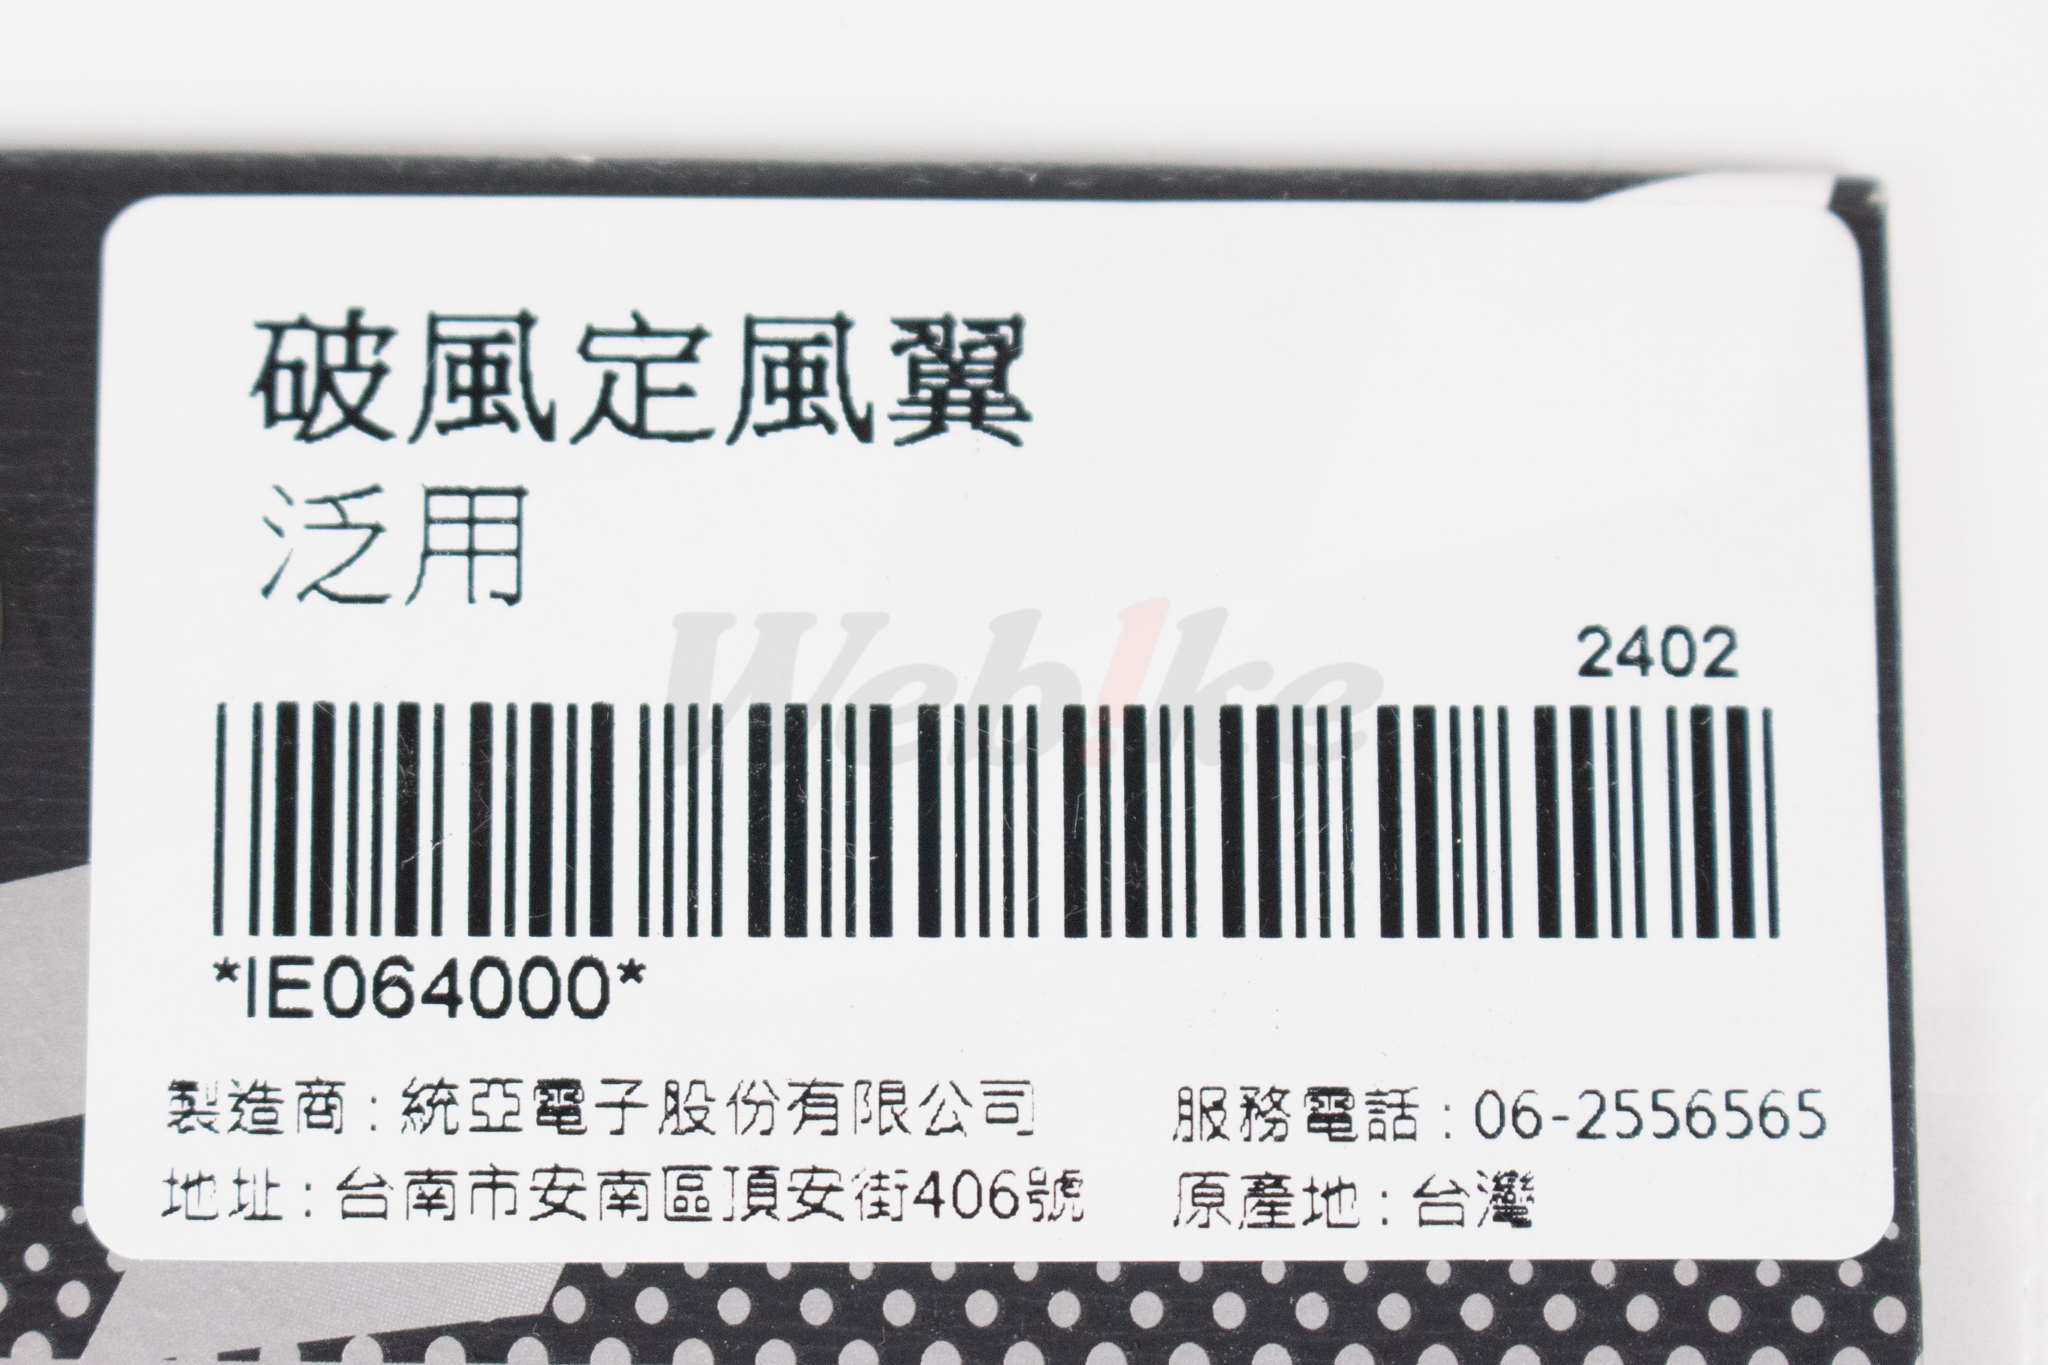 破風定風翼
泛用
Web!ke
2402
*IE064000*
製造商:統亞電子股份有限公司
服務電話:06-2556565
地址:台南市安南區頂安街406號
原產地:台灣